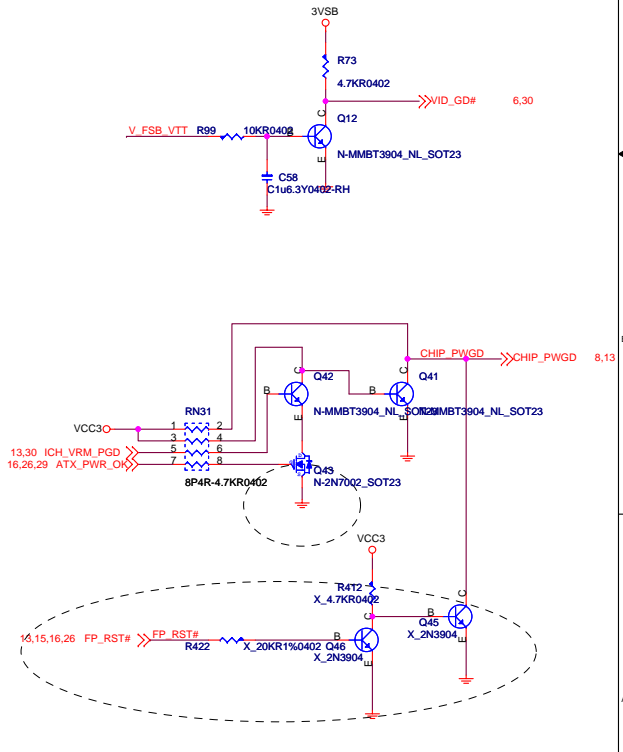 3VSB
R73
4.7KR0402
VID_GD# 6,30
C
Q12
V_FSB_VTT R99 10KR0402 B
E
N-MMBT3904_NL_SOT23
C58
C1u6.3Y0402-RH
CHIP_PWGD CHIP_PWGD 8,13
C Q42 C Q41
B B
RN31
N-MMBT3904_NL_SOT23 N-MMBT3904_NL_SOT23
E E
VCC3 1 2
3 4
13,30 ICH_VRM_PGD 5 6
16,26,29 ATX_PWR_OK 7 8
Q43
8P4R-4.7KR0402 N-2N7002_SOT23
VCC3
R412
X_4.7KR0402
C C
B Q45
X_2N3904
13,15,16,26 FP_RST# FP_RST# B
R422 X_20KR1%0402 Q46 E
X_2N3904
E